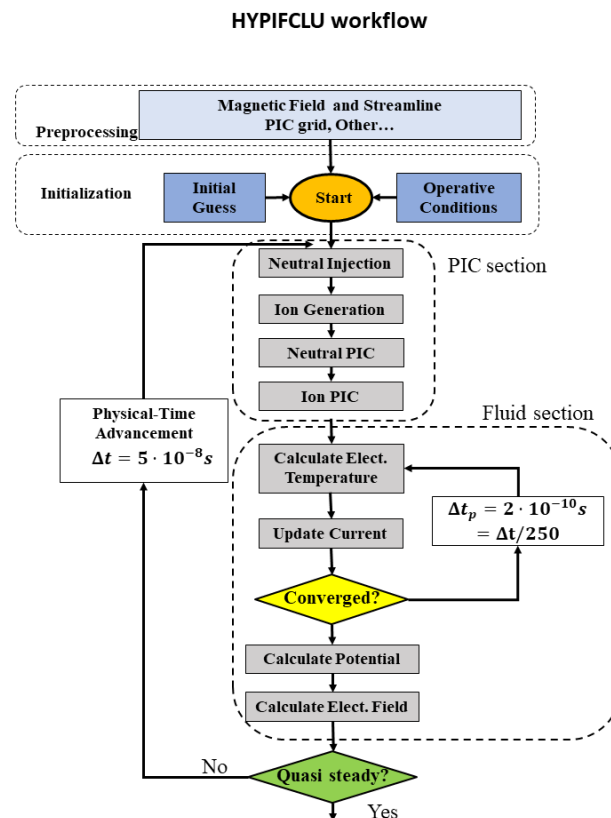 HYPIFCLU workflow
Magnetic Field and Streamline
PIC grid, Other…
Preprocessing
Initialization
Initial
Guess
Start
Operative
Conditions
PIC section
Neutral Injection
Ion Generation
Neutral PIC
Ion PIC
Physical-Time
Advancement
Δt = 5 · 10⁻⁸s
Fluid section
Calculate Elect.
Temperature
Δtₚ = 2 · 10⁻¹⁰s
= Δt/250
Update Current
Converged?
Calculate Potential
Calculate Elect. Field
No
Quasi steady?
Yes